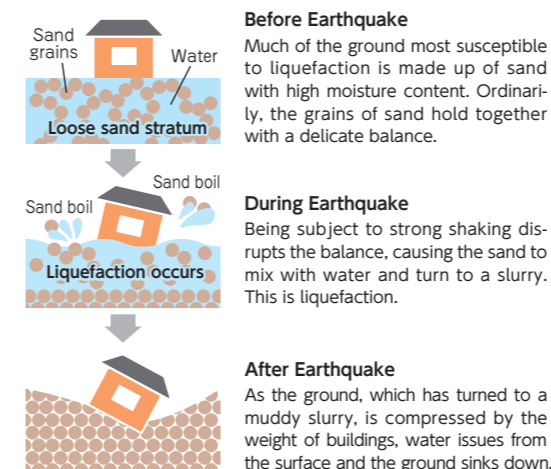 Sand
grains
Water
Loose sand stratum
Before Earthquake
Much of the ground most susceptible
to liquefaction is made up of sand
with high moisture content. Ordinari-
ly, the grains of sand hold together
with a delicate balance.
Sand boil
Sand boil
Liquefaction occurs
During Earthquake
Being subject to strong shaking dis-
rupts the balance, causing the sand to
mix with water and turn to a slurry.
This is liquefaction.
After Earthquake
As the ground, which has turned to a
muddy slurry, is compressed by the
weight of buildings, water issues from
the surface and the ground sinks down.